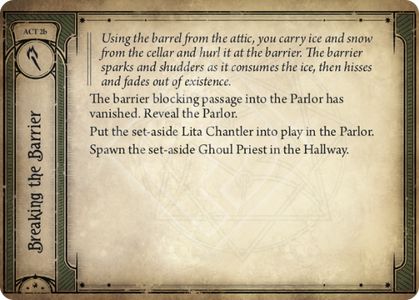 ACT 2b
Breaking the Barrier
Using the barrel from the attic, you carry ice and snow
from the cellar and hurl it at the barrier. The barrier
sparks and shudders as it consumes the ice, then hisses
and fades out of existence.
The barrier blocking passage into the Parlor has
vanished. Reveal the Parlor.
Put the set-aside Lita Chantler into play in the Parlor.
Spawn the set-aside Ghoul Priest in the Hallway.